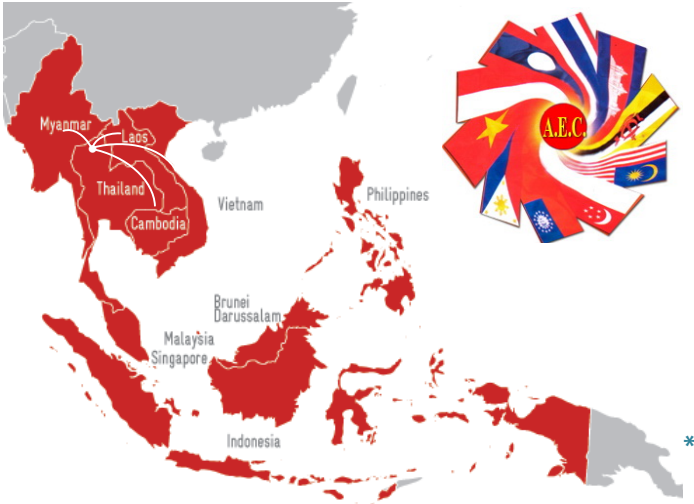 A.E.C.
Myanmar
Laos
Thailand
Cambodia
Vietnam
Philippines
Brunei
Darussalam
Malaysia
Singapore
Indonesia
*